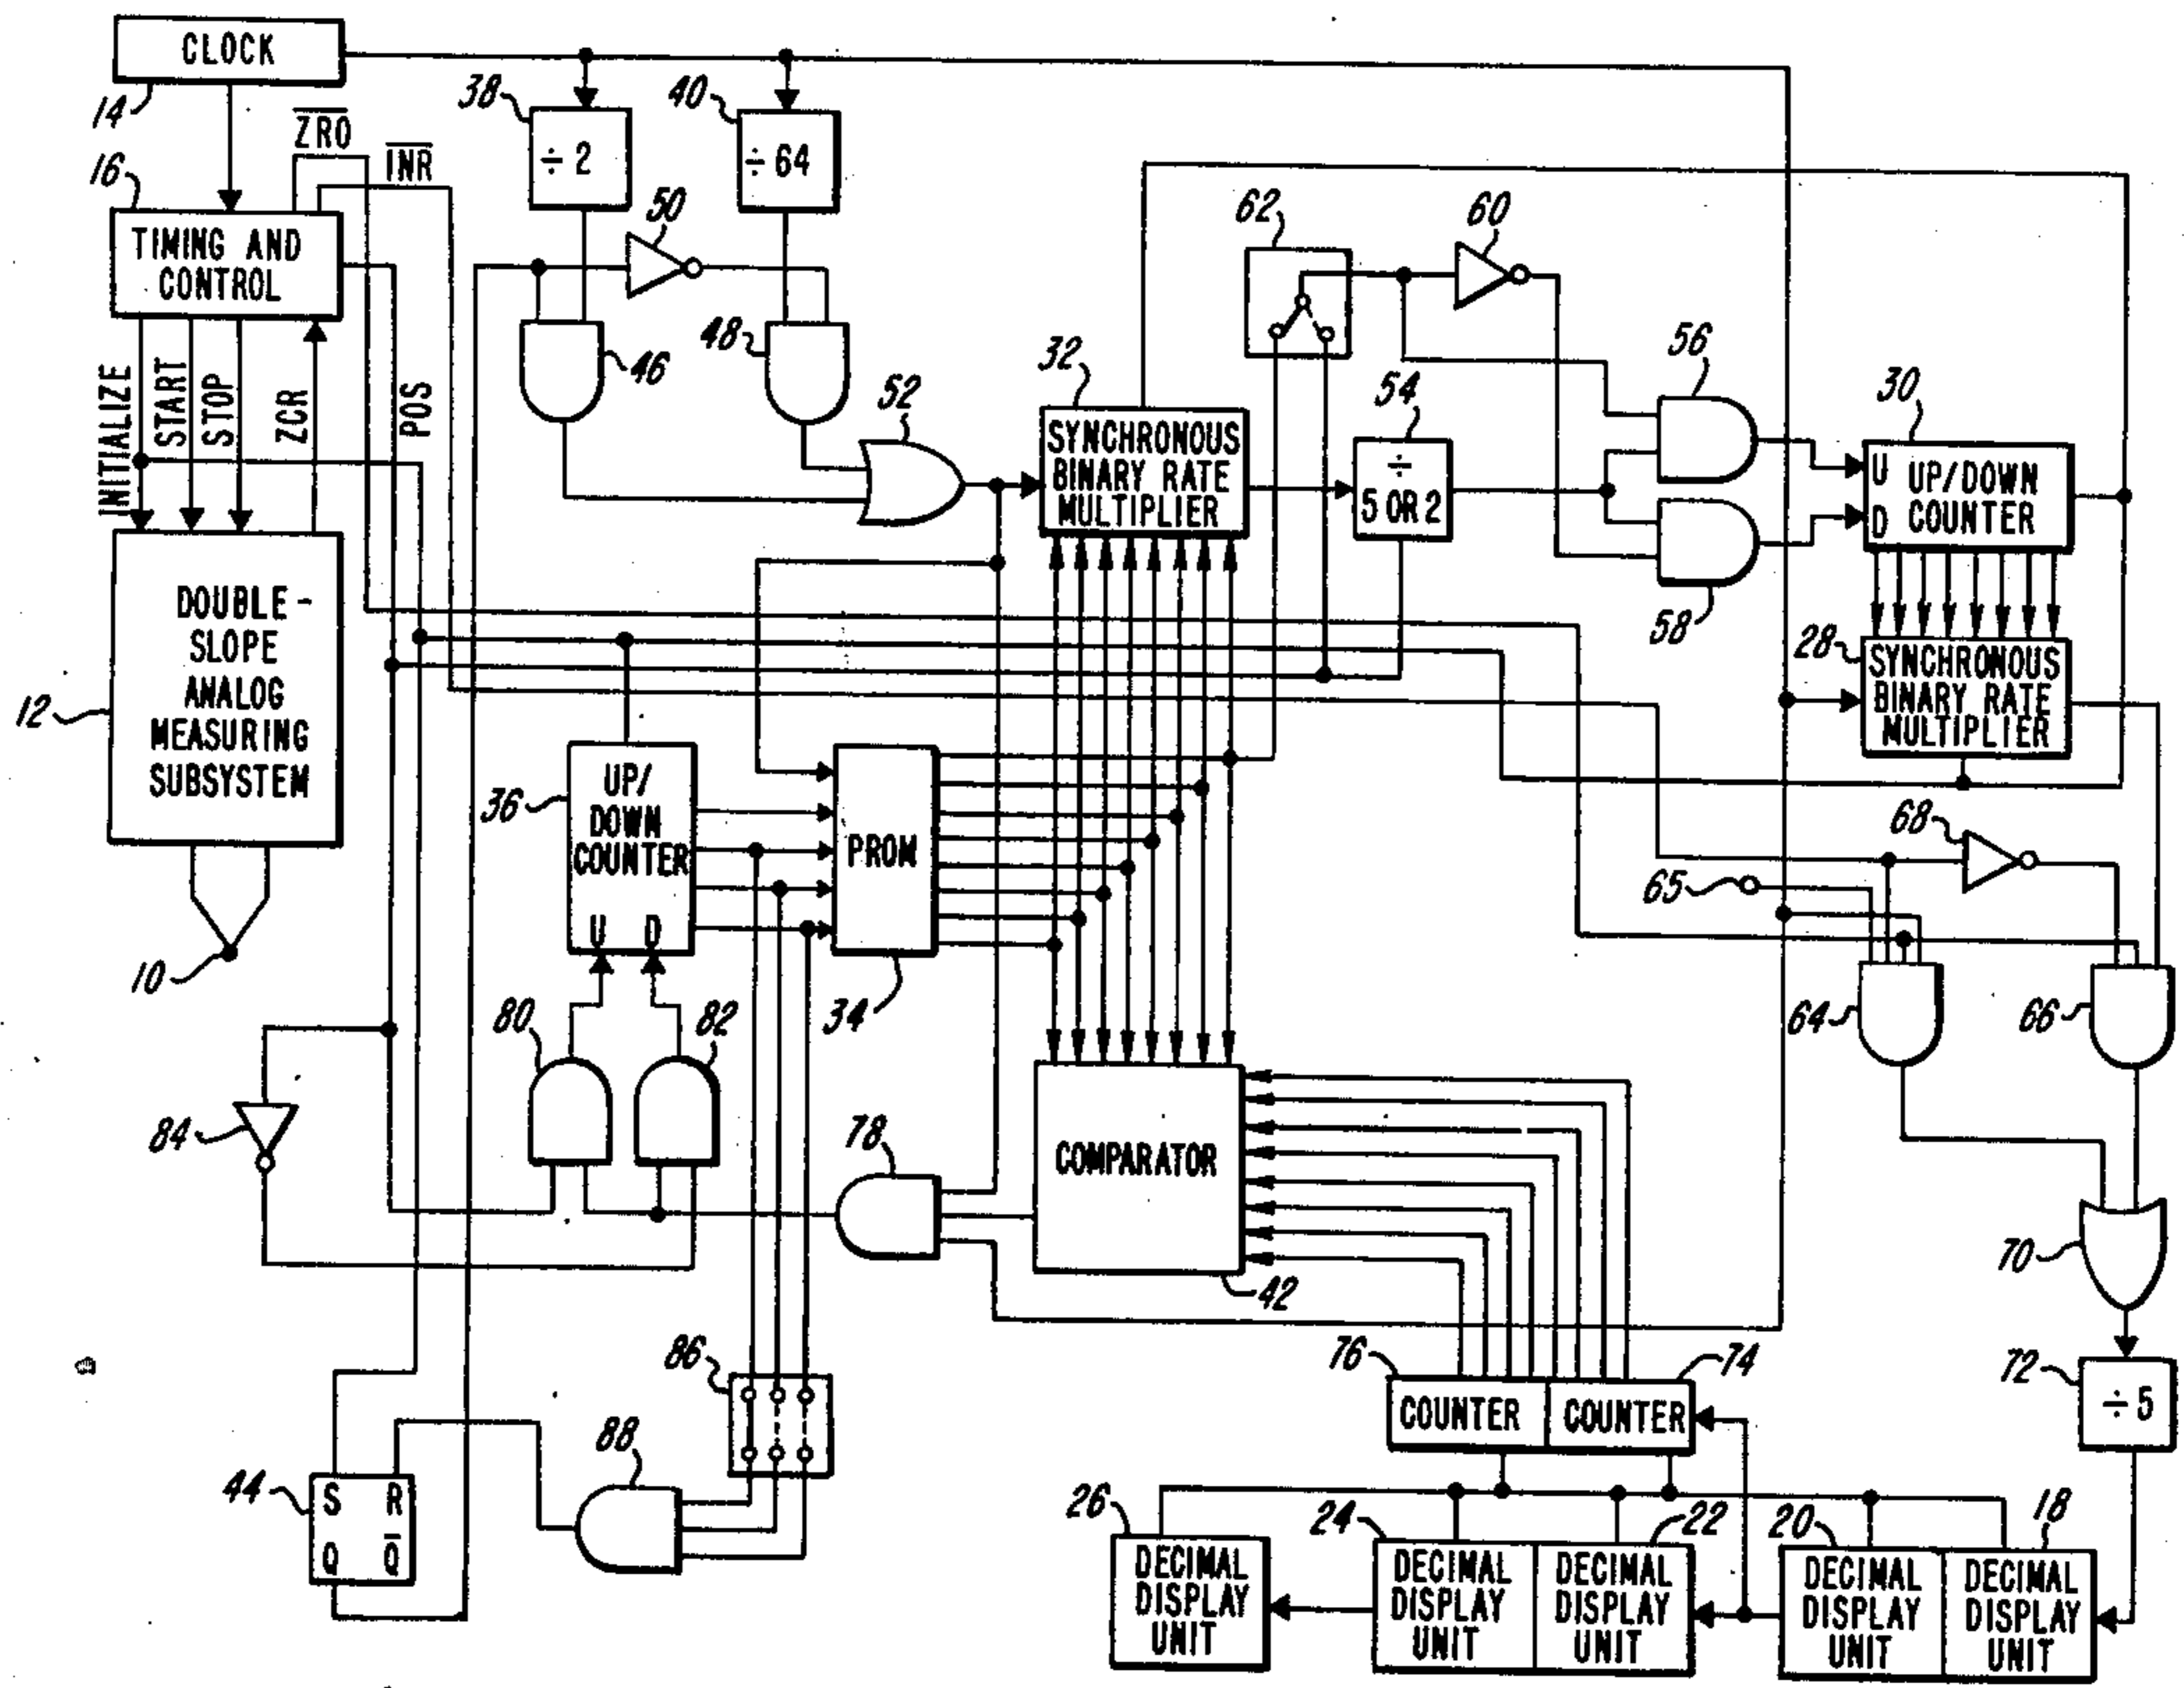 CLOCK
14
38
÷ 2
40
÷ 64
ZRO
INR
16
TIMING AND
CONTROL
50
62
60
INITIALIZE
START
STOP
ZCR
POS
46
48
52
32
SYNCHRONOUS
BINARY RATE
MULTIPLIER
54
÷
5 OR 2
56
58
30
U
D
UP/DOWN
COUNTER
12
DOUBLE-
SLOPE
ANALOG
MEASURING
SUBSYSTEM
10
28
SYNCHRONOUS
BINARY RATE
MULTIPLIER
36
UP/
DOWN
COUNTER
U D
PROM
34
68
65
64
66
80
82
84
78
COMPARATOR
42
70
86
76
74
COUNTER
COUNTER
72
÷ 5
88
44
S R
Q Q̅
26
DECIMAL
DISPLAY
UNIT
24
DECIMAL
DISPLAY
UNIT
22
DECIMAL
DISPLAY
UNIT
20
DECIMAL
DISPLAY
UNIT
18
DECIMAL
DISPLAY
UNIT